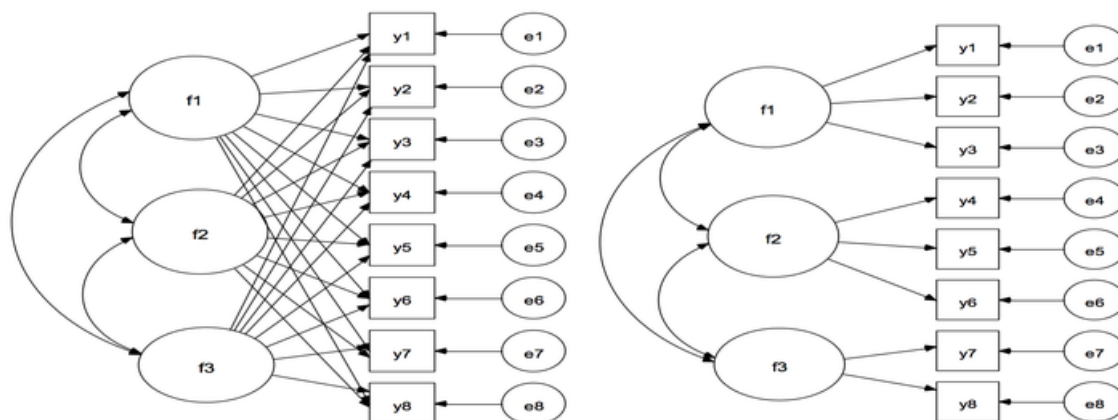 y1 e1
f1
y2 e2
y3 e3
y4 e4
f2
y5 e5
y6 e6
f3
y7 e7
y8 e8
y1 e1
f1
y2 e2
y3 e3
y4 e4
f2
y5 e5
y6 e6
f3
y7 e7
y8 e8